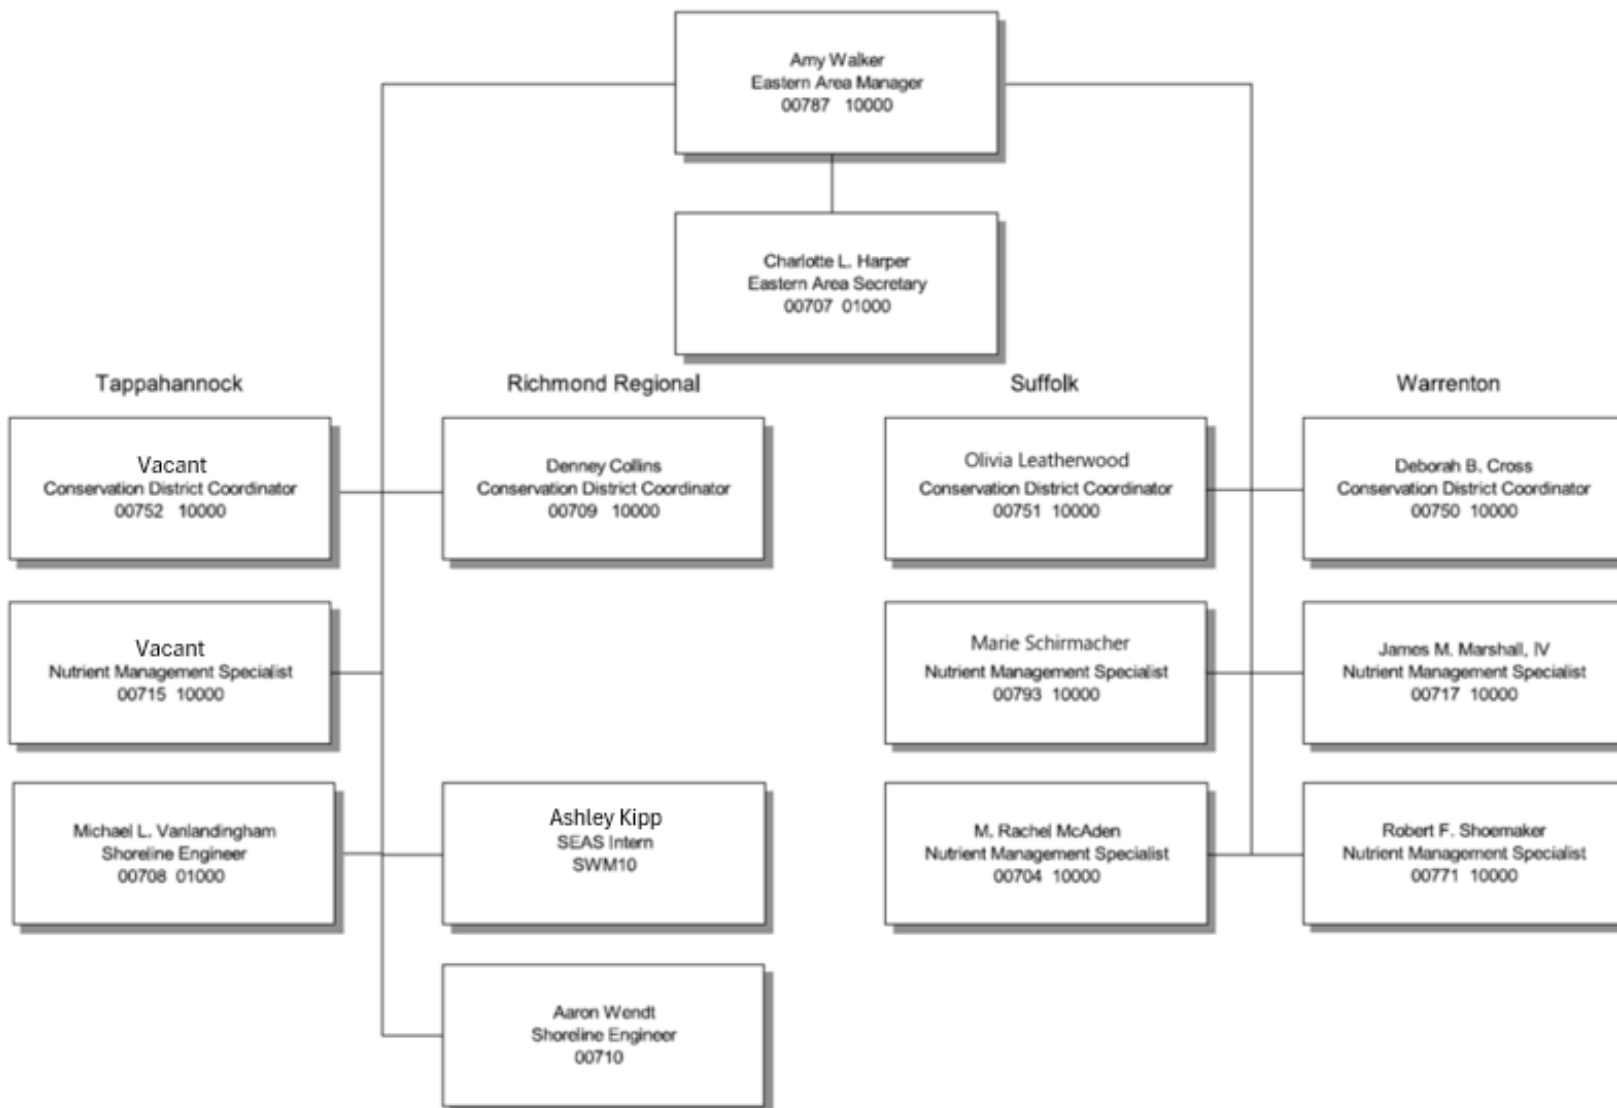 Amy Walker
Eastern Area Manager
00787 10000
Charlotte L. Harper
Eastern Area Secretary
00707 01000
Tappahannock
Richmond Regional
Suffolk
Warrenton
Vacant
Conservation District Coordinator
00752 10000
Denney Collins
Conservation District Coordinator
00709 10000
Olivia Leatherwood
Conservation District Coordinator
00751 10000
Deborah B. Cross
Conservation District Coordinator
00750 10000
Vacant
Nutrient Management Specialist
00715 10000
Marie Schirmacher
Nutrient Management Specialist
00793 10000
James M. Marshall, IV
Nutrient Management Specialist
00717 10000
Michael L. Vanlandingham
Shoreline Engineer
00708 01000
Ashley Kipp
SEAS Intern
SWM10
M. Rachel McAden
Nutrient Management Specialist
00704 10000
Robert F. Shoemaker
Nutrient Management Specialist
00771 10000
Aaron Wendt
Shoreline Engineer
00710